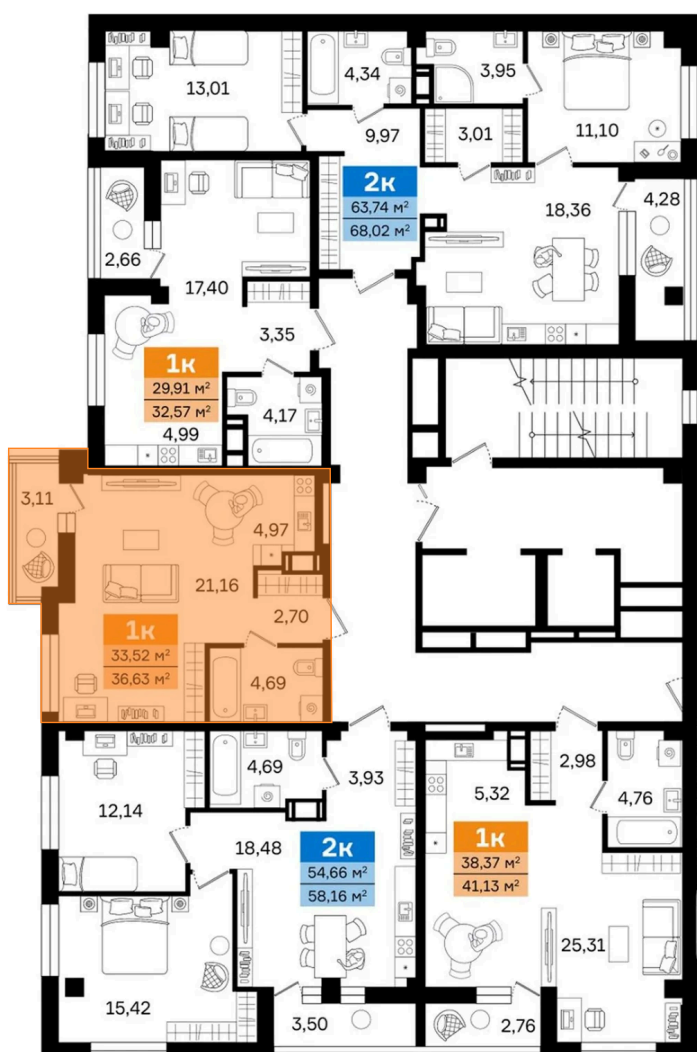 13,01
4,34
3,95
11,10
9,97
3,01
2к
63,74 м²
68,02 м²
18,36
4,28
2,66
17,40
3,35
1к
29,91 м²
32,57 м²
4,99
4,17
3,11
4,97
21,16
2,70
1к
33,52 м²
36,63 м²
4,69
4,69
3,93
2,98
12,14
5,32
4,76
18,48
2к
54,66 м²
58,16 м²
1к
38,37 м²
41,13 м²
25,31
15,42
3,50
2,76